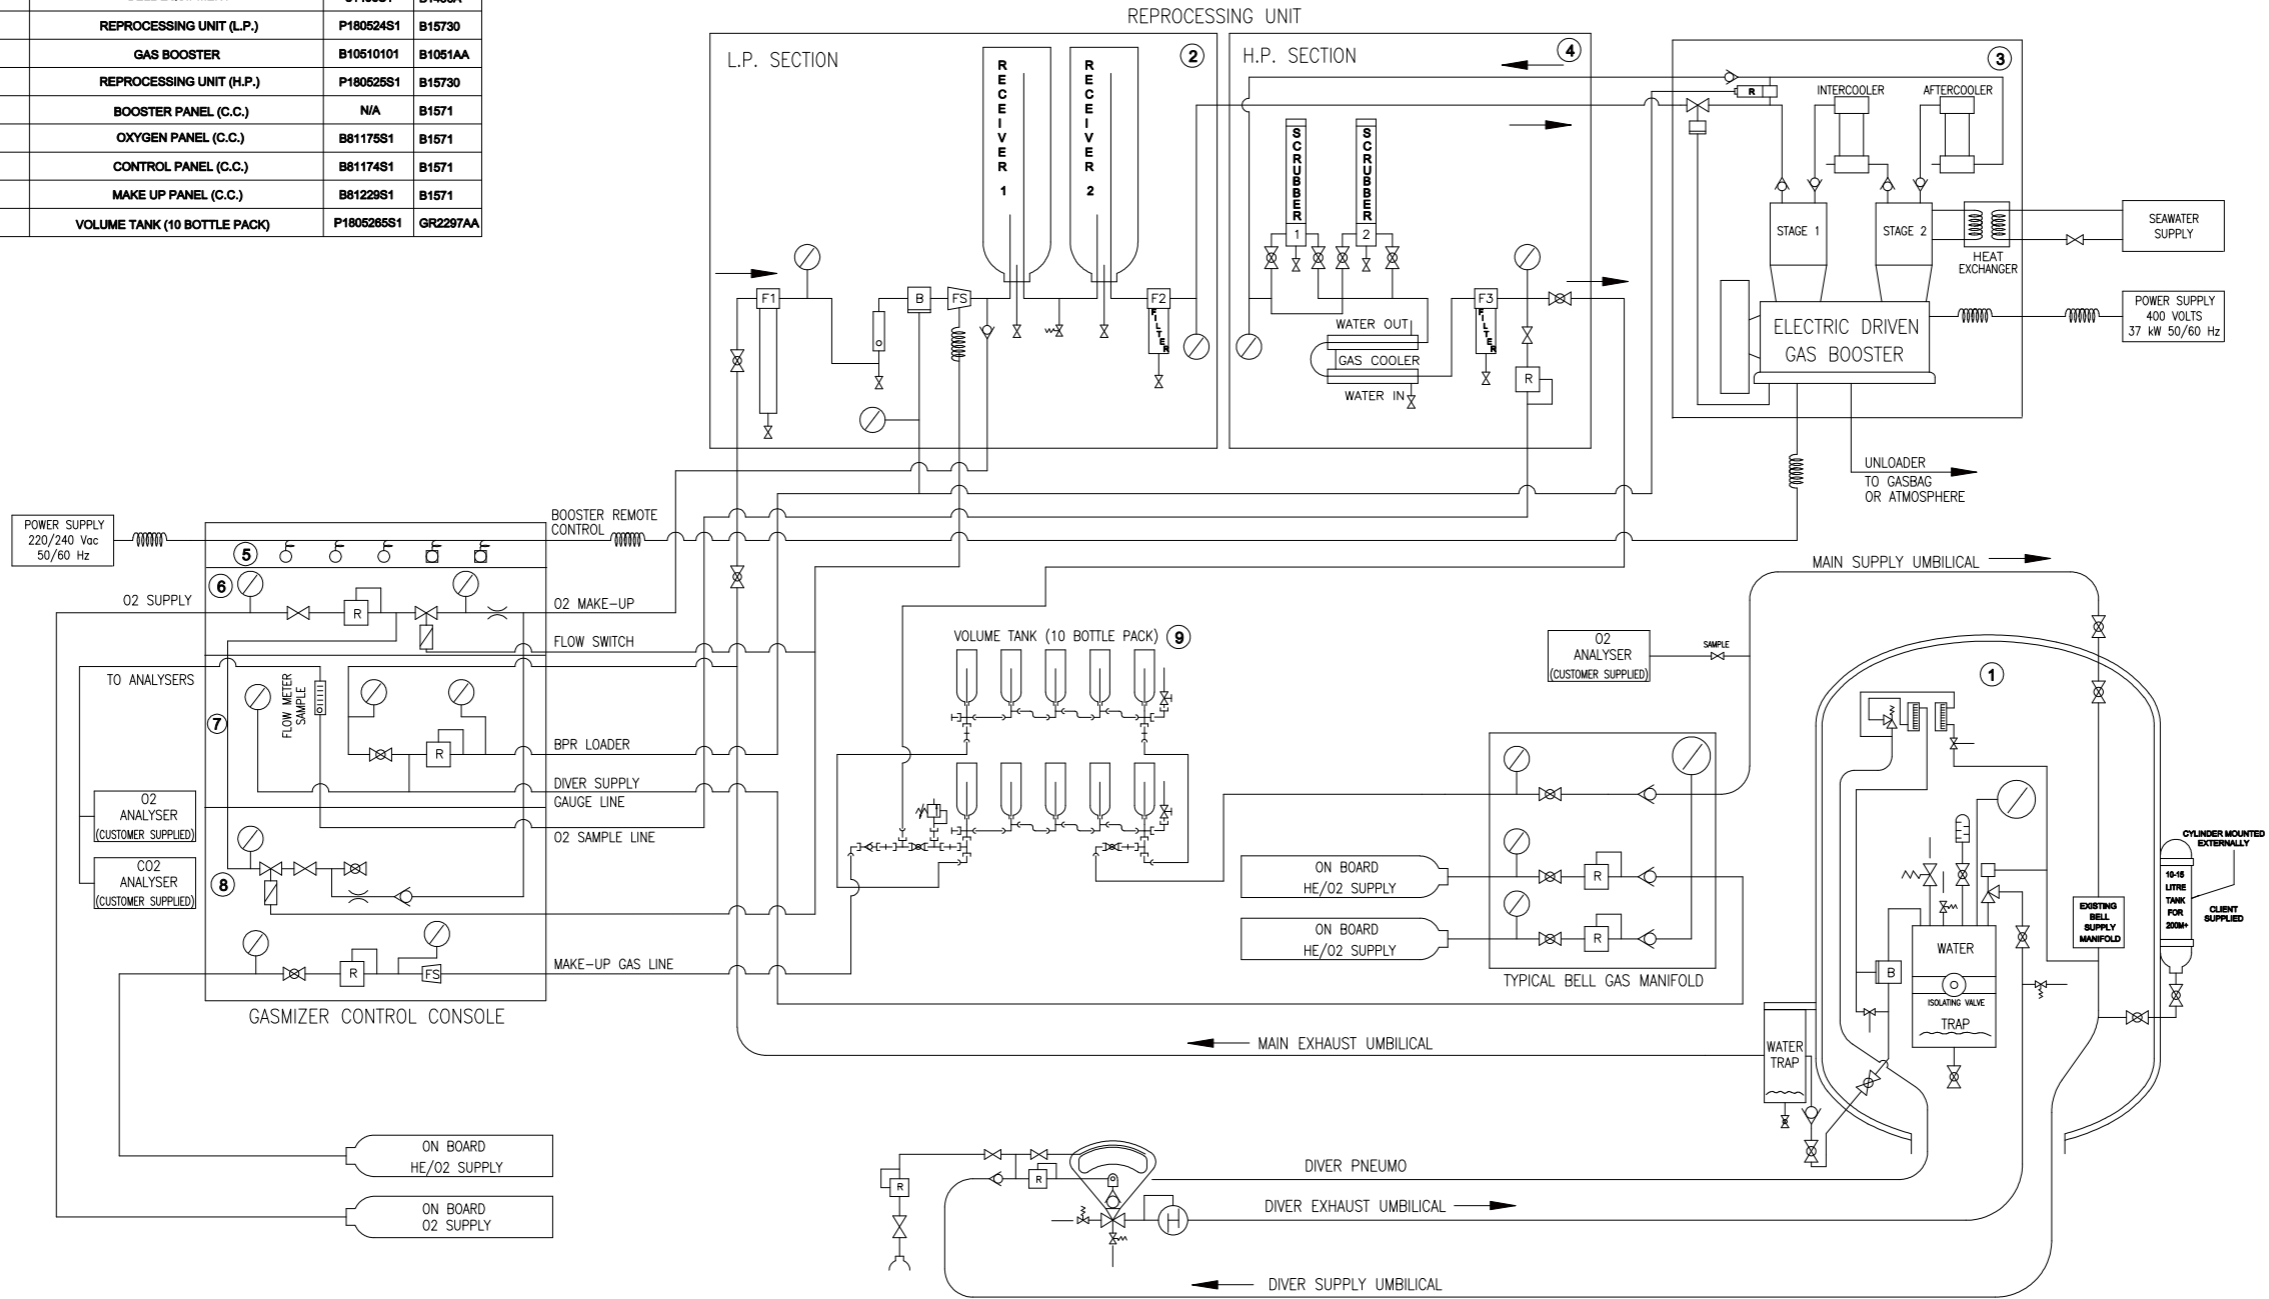 REPROCESSING UNIT (L.P.) P180524S1 B15730
GAS BOOSTER B10510101 B1051AA
REPROCESSING UNIT (H.P.) P180525S1 B15730
BOOSTER PANEL (C.C.) N/A B1571
OXYGEN PANEL (C.C.) B81175S1 B1571
CONTROL PANEL (C.C.) B81174S1 B1571
MAKE UP PANEL (C.C.) B81229S1 B1571
VOLUME TANK (10 BOTTLE PACK) P1805265S1 GR2297AA
REPROCESSING UNIT
L.P. SECTION
2
RECEIVER 1
RECEIVER 2
F1
B
FS
F2
FILTER
H.P. SECTION
4
SCRUBBER
1
SCRUBBER
2
WATER OUT
GAS COOLER
WATER IN
F3
FILTER
R
3
R
INTERCOOLER
AFTERCOOLER
STAGE 1
STAGE 2
HEAT
EXCHANGER
SEAWATER
SUPPLY
ELECTRIC DRIVEN
GAS BOOSTER
POWER SUPPLY
400 VOLTS
37 kW 50/60 Hz
UNLOADER
TO GASBAG
OR ATMOSPHERE
POWER SUPPLY
220/240 Vac
50/60 Hz
5
BOOSTER REMOTE
CONTROL
6
O2 SUPPLY
R
O2 MAKE-UP
FLOW SWITCH
TO ANALYSERS
FLOW METER
SAMPLE
7
R
BPR LOADER
DIVER SUPPLY
GAUGE LINE
O2 SAMPLE LINE
O2
ANALYSER
(CUSTOMER SUPPLIED)
CO2
ANALYSER
(CUSTOMER SUPPLIED)
8
R
FS
MAKE-UP GAS LINE
GASMIZER CONTROL CONSOLE
ON BOARD
HE/O2 SUPPLY
ON BOARD
O2 SUPPLY
VOLUME TANK (10 BOTTLE PACK)
9
O2
ANALYSER
(CUSTOMER SUPPLIED)
SAMPLE
MAIN SUPPLY UMBILICAL
ON BOARD
HE/O2 SUPPLY
R
ON BOARD
HE/O2 SUPPLY
R
TYPICAL BELL GAS MANIFOLD
1
WATER
ISOLATING VALVE
TRAP
B
EXISTING
BELL
SUPPLY
MANIFOLD
CYLINDER MOUNTED
EXTERNALLY
10-15
LITRE
TANK
FOR
200M+
CLIENT
SUPPLIED
WATER
TRAP
MAIN EXHAUST UMBILICAL
DIVER PNEUMO
DIVER EXHAUST UMBILICAL
DIVER SUPPLY UMBILICAL
R
R
H